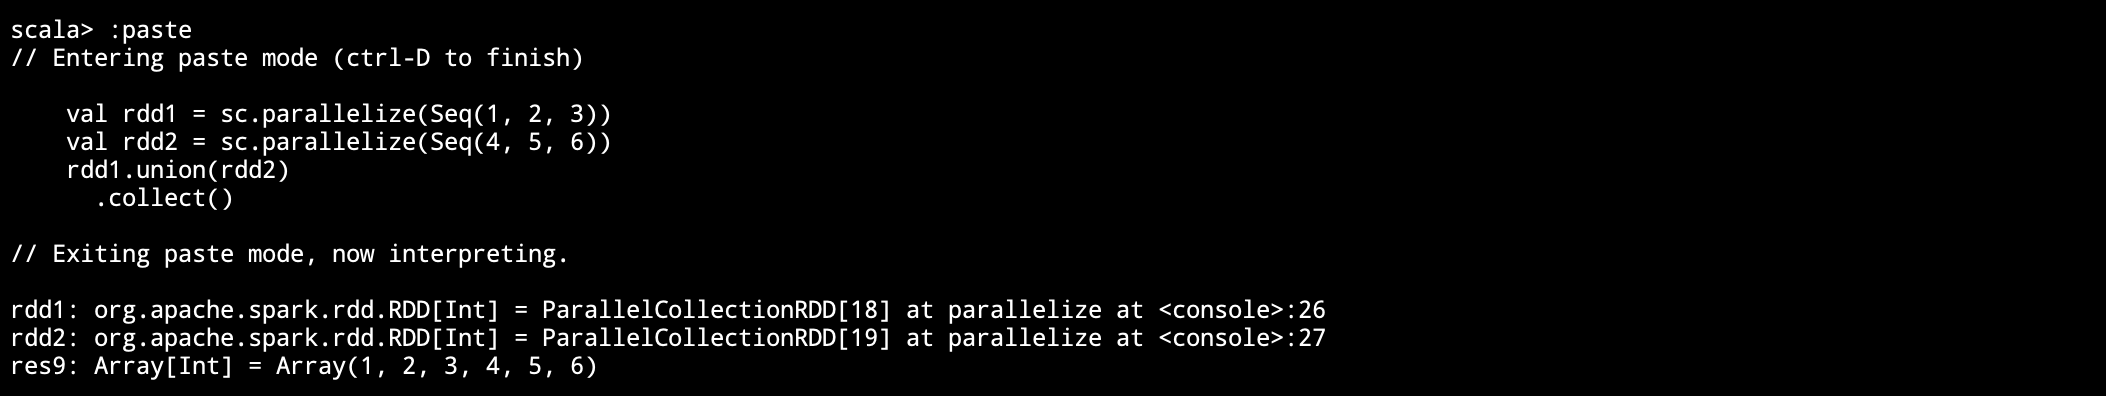 scala> :paste
// Entering paste mode (ctrl-D to finish)
val rdd1 = sc.parallelize(Seq(1, 2, 3))
val rdd2 = sc.parallelize(Seq(4, 5, 6))
rdd1.union(rdd2)
.collect()
// Exiting paste mode, now interpreting.
rdd1: org.apache.spark.rdd.RDD[Int] = ParallelCollectionRDD[18] at parallelize at <console>:26
rdd2: org.apache.spark.rdd.RDD[Int] = ParallelCollectionRDD[19] at parallelize at <console>:27
res9: Array[Int] = Array(1, 2, 3, 4, 5, 6)